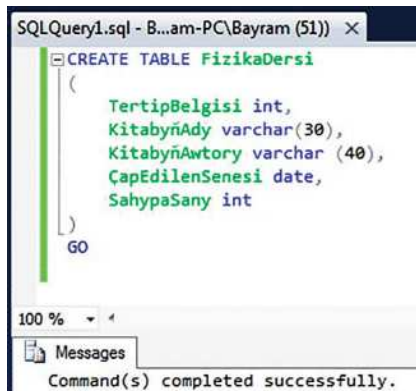 SQLQuery1.sql - B...am-PC\Bayram (51)) ×
CREATE TABLE FizikaDersi
(
TertipBelgisi int,
KitabyňAdy varchar(30),
KitabyňAwtory varchar (40),
ÇapEdilenSenesi date,
SahypaSany int
)
GO
100 %
Messages
Command(s) completed successfully.